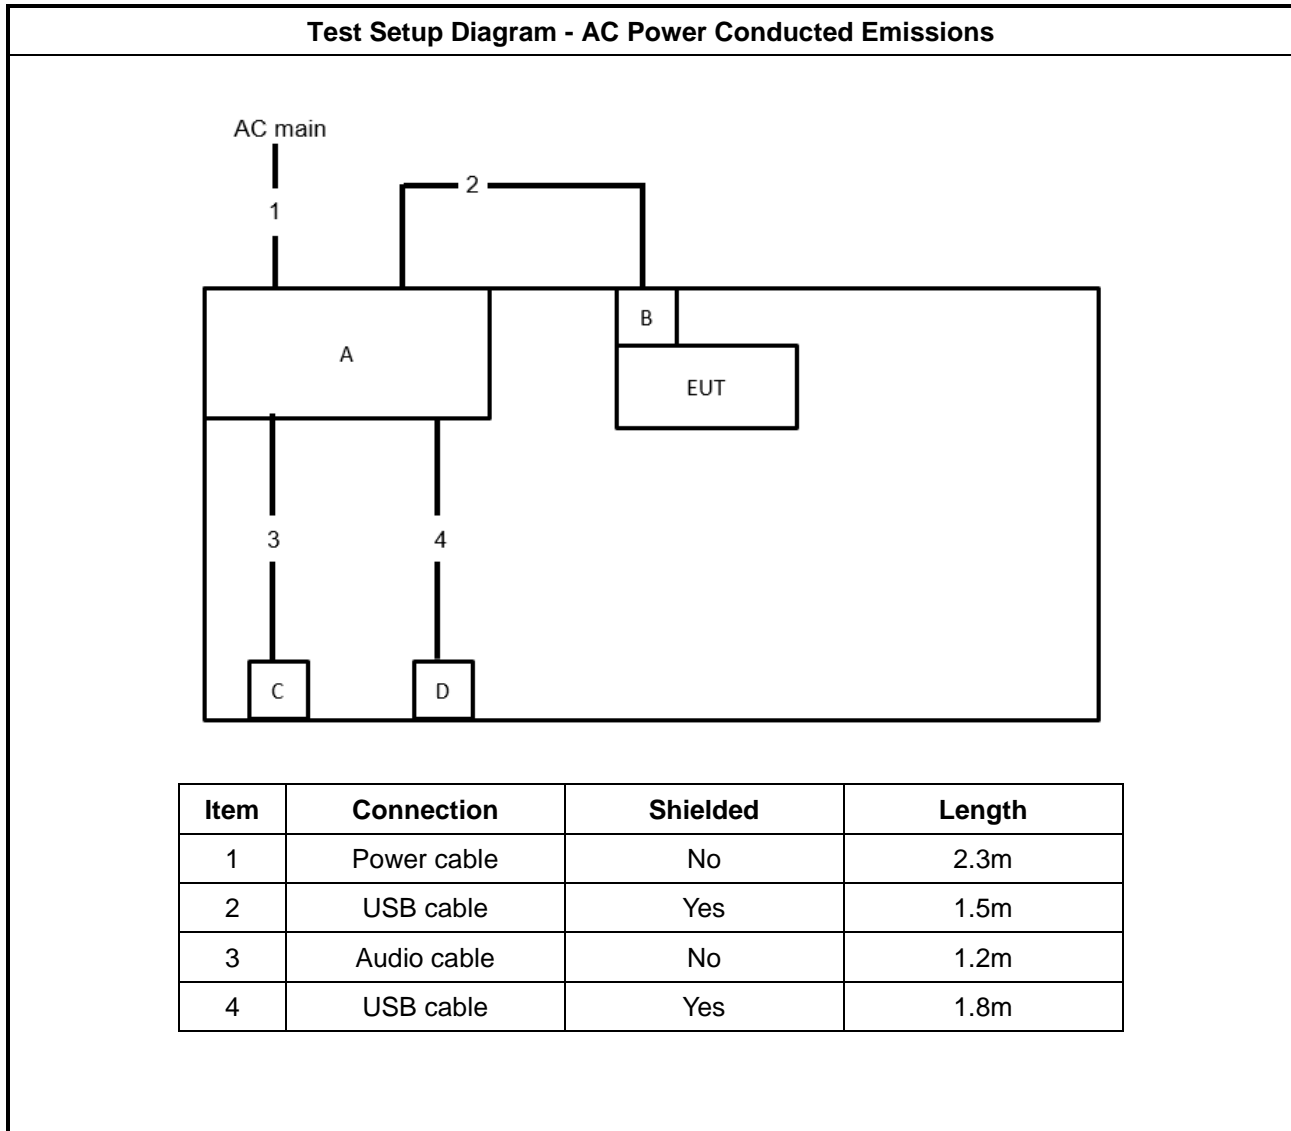 Test Setup Diagram - AC Power Conducted Emissions
AC main
1
2
A
B
EUT
3
4
C
D
Item Connection Shielded Length
1 Power cable No 2.3m
2 USB cable Yes 1.5m
3 Audio cable No 1.2m
4 USB cable Yes 1.8m